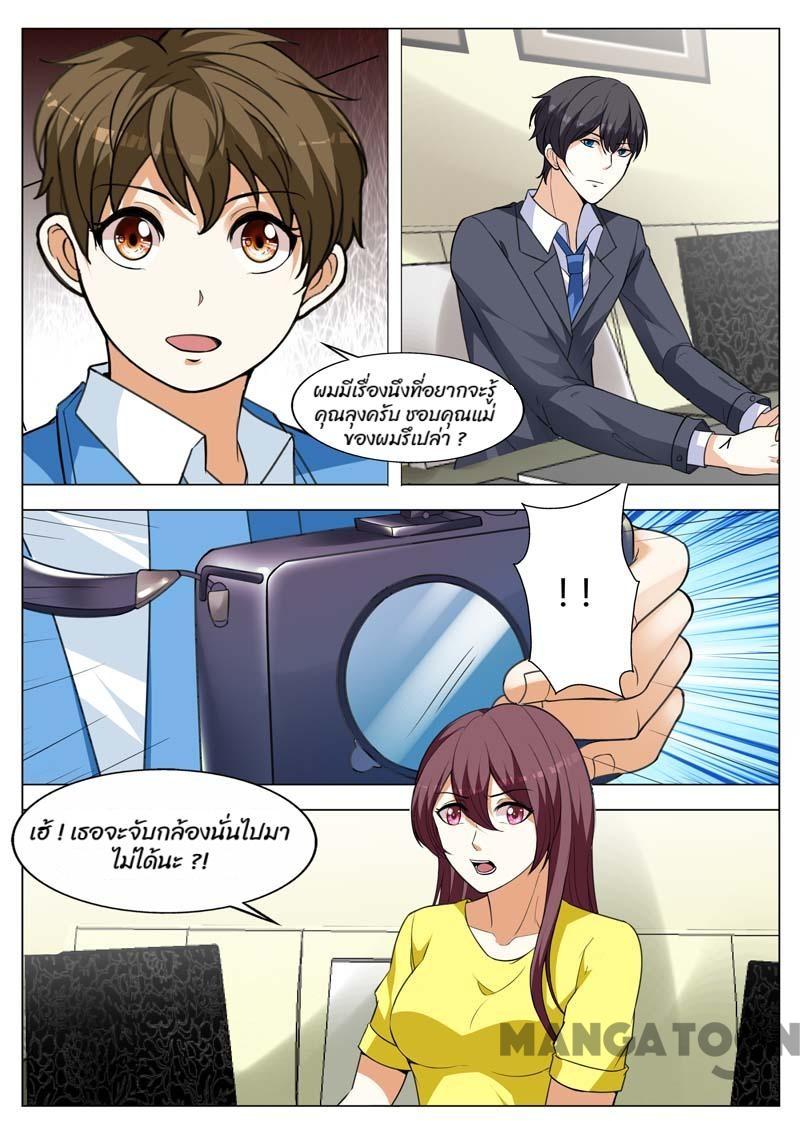 ผมมีเรื่องนึงที่อยากจะรู้
คุณลุงครับ ชอบคุณแม่
ของผมรึเปล่า ?
! !
เฮ้ ! เธอจะจับกล้องนั่นไปมา
ไม่ได้นะ ?!
MANGATOON